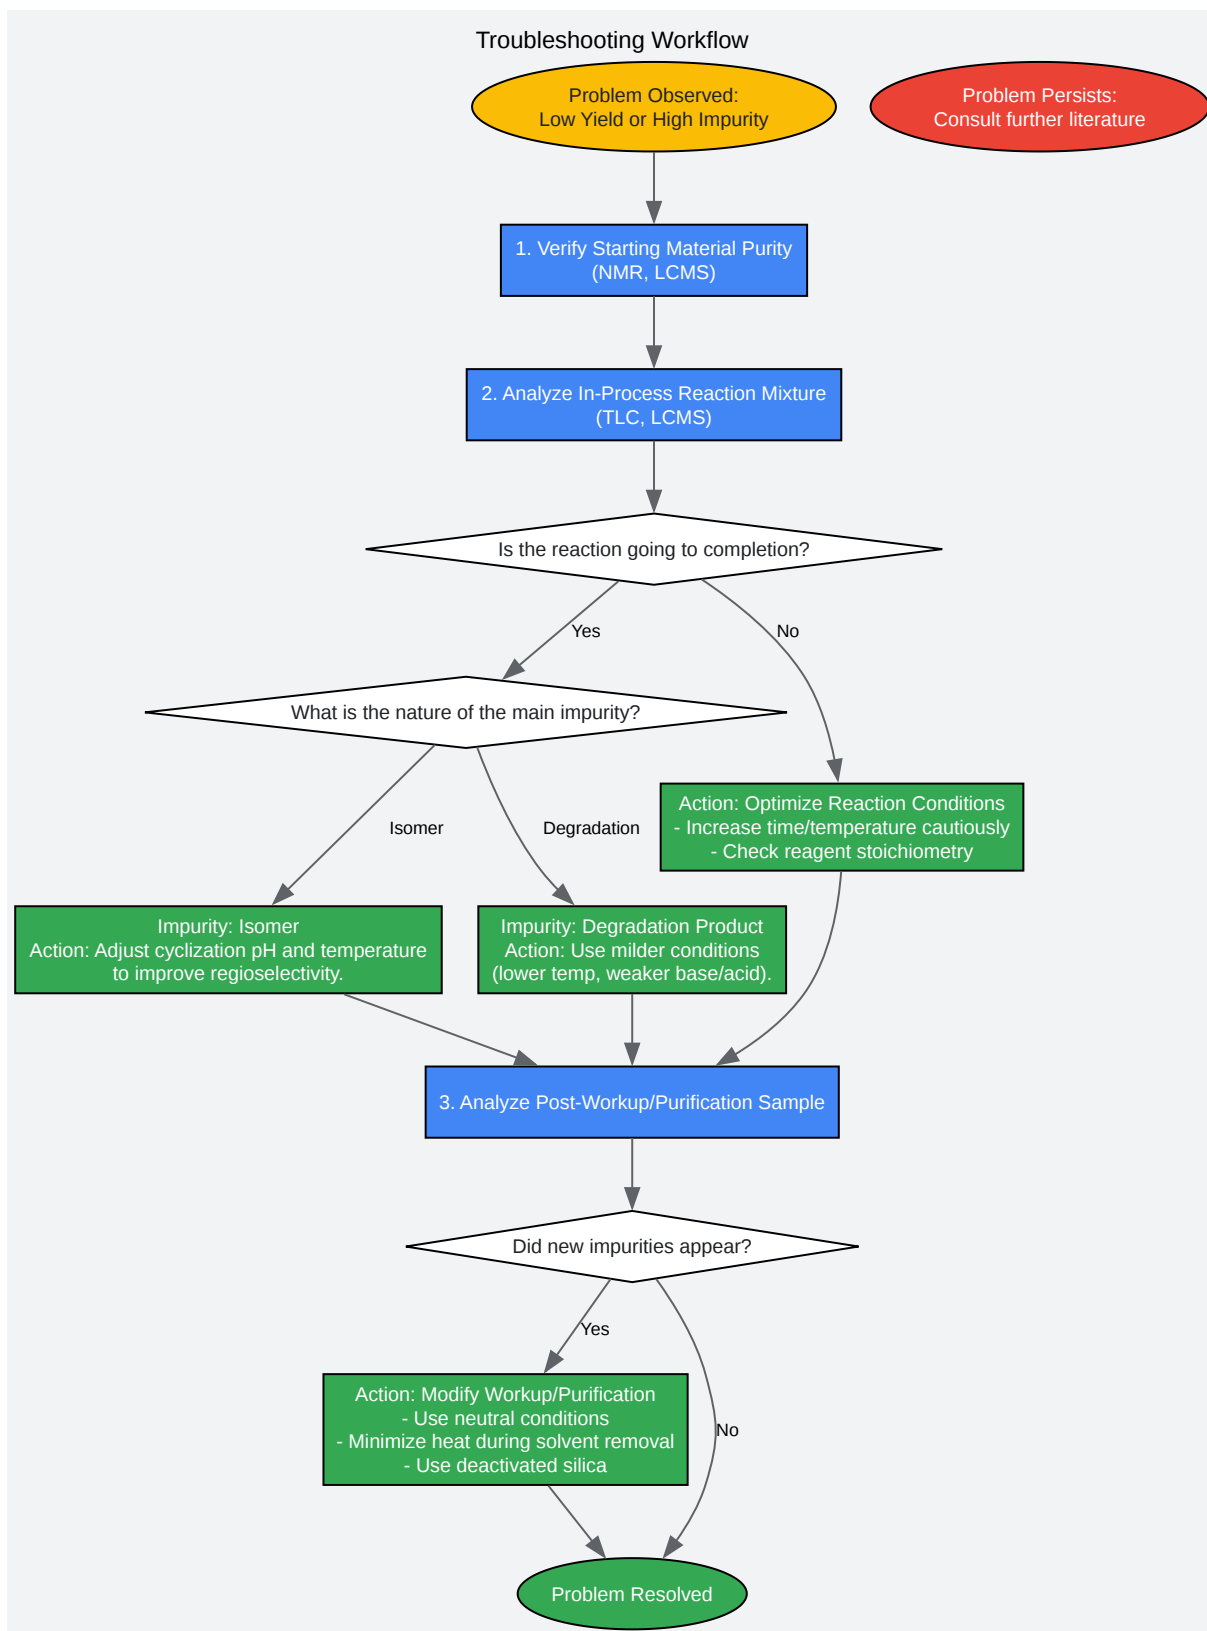 Troubleshooting Workflow
Problem Observed:
Low Yield or High Impurity
Problem Persists:
Consult further literature
1. Verify Starting Material Purity
(NMR, LCMS)
2. Analyze In-Process Reaction Mixture
(TLC, LCMS)
Is the reaction going to completion?
Yes
No
What is the nature of the main impurity?
Action: Optimize Reaction Conditions
- Increase time/temperature cautiously
- Check reagent stoichiometry
Isomer
Degradation
Impurity: Isomer
Action: Adjust cyclization pH and temperature
to improve regioselectivity.
Impurity: Degradation Product
Action: Use milder conditions
(lower temp, weaker base/acid).
3. Analyze Post-Workup/Purification Sample
Did new impurities appear?
Yes
No
Action: Modify Workup/Purification
- Use neutral conditions
- Minimize heat during solvent removal
- Use deactivated silica
Problem Resolved